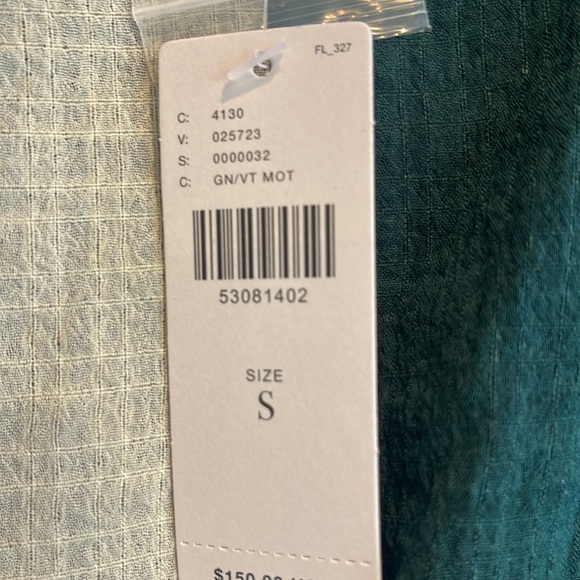 FL_327
C: 4130
V: 025723
S: 0000032
C: GN/VT MOT
53081402
SIZE
S